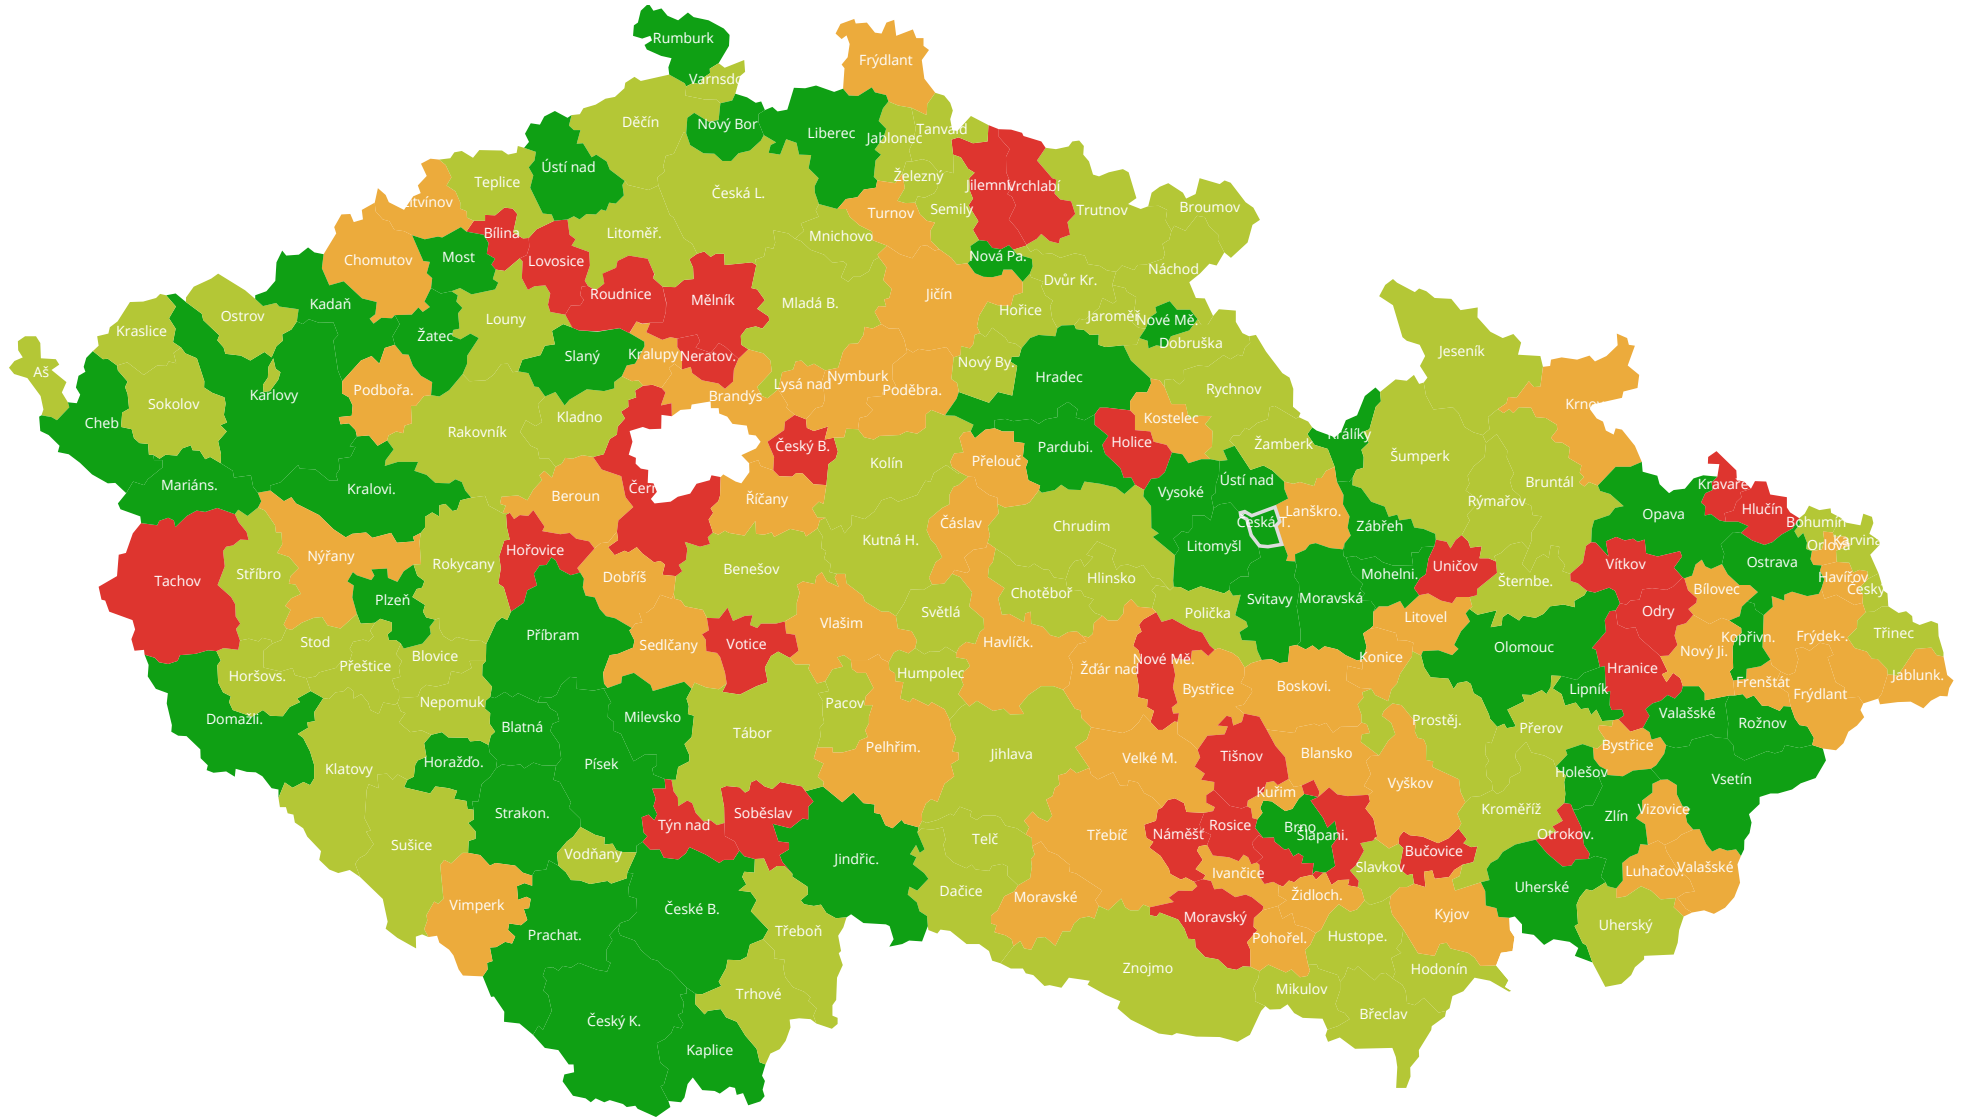 Rumburk
Frýdlant
Varnsdo
Děčín
Nový Bor
Liberec
Jablonec
Tanvald
Ústí nad
Teplice
Česká L.
Železný
Jilemni
Vrchlabí
Litvínov
Turnov
Semily
Trutnov
Broumov
Bílina
Litoměř.
Mnichovo
Chomutov
Most
Lovosice
Nová Pa.
Náchod
Kadaň
Roudnice
Mělník
Mladá B.
Jičín
Dvůr Kr.
Kraslice
Ostrov
Louny
Hořice
Jaroměř
Nové Mě.
Žatec
Dobruška
Jeseník
Aš
Slaný
Kralupy
Neratov.
Nový By.
Hradec
Podbořa.
Karlovy
Brandýs
Lysá nad
Nymburk
Poděbra.
Rychnov
Sokolov
Krnov
Cheb
Rakovník
Kladno
Kostelec
Český B.
Pardubi.
Holice
Žamberk
Králíky
Šumperk
Kolín
Přelouč
Mariáns.
Kralovi.
Beroun
Čern
Říčany
Vysoké
Ústí nad
Bruntál
Rýmařov
Kravaře
Hlučín
Opava
Bohumín
Čáslav
Chrudim
Česká T.
Lanškro.
Zábřeh
Karviná
Orlová
Nýřany
Hořovice
Kutná H.
Litomyšl
Tachov
Stříbro
Rokycany
Dobříš
Benešov
Hlinsko
Mohelni.
Uničov
Šternbe.
Vítkov
Ostrava
Havířov
Český
Plzeň
Chotěboř
Svitavy
Moravská
Bílovec
Světlá
Polička
Litovel
Odry
Stod
Příbram
Vlašim
Přeštice
Blovice
Sedlčany
Votice
Havlíčk.
Žďár nad
Nové Mě.
Konice
Olomouc
Kopřivn.
Frýdek-.
Třinec
Horšovs.
Humpolec
Bystřice
Boskovi.
Hranice
Nový Ji.
Jablunk.
Lipník
Frenštát
Frýdlant
Domažli.
Nepomuk
Blatná
Milevsko
Pacov
Prostěj.
Valašské
Rožnov
Tábor
Přerov
Klatovy
Horažďo.
Písek
Pelhřim.
Jihlava
Velké M.
Tišnov
Blansko
Bystřice
Holešov
Vsetín
Vyškov
Kuřim
Strakon.
Týn nad
Soběslav
Kroměříž
Zlín
Vizovice
Sušice
Vodňany
Jindřic.
Telč
Třebíč
Náměšť
Rosice
Brno
Šlapani.
Otrokov.
Bučovice
Slavkov
Ivančice
Luhačov.
Valašské
Dačice
Moravské
Židloch.
Uherské
Vimperk
České B.
Moravský
Kyjov
Prachat.
Třeboň
Pohořel.
Hustope.
Uherský
Znojmo
Hodonín
Trhové
Mikulov
Český K.
Břeclav
Kaplice